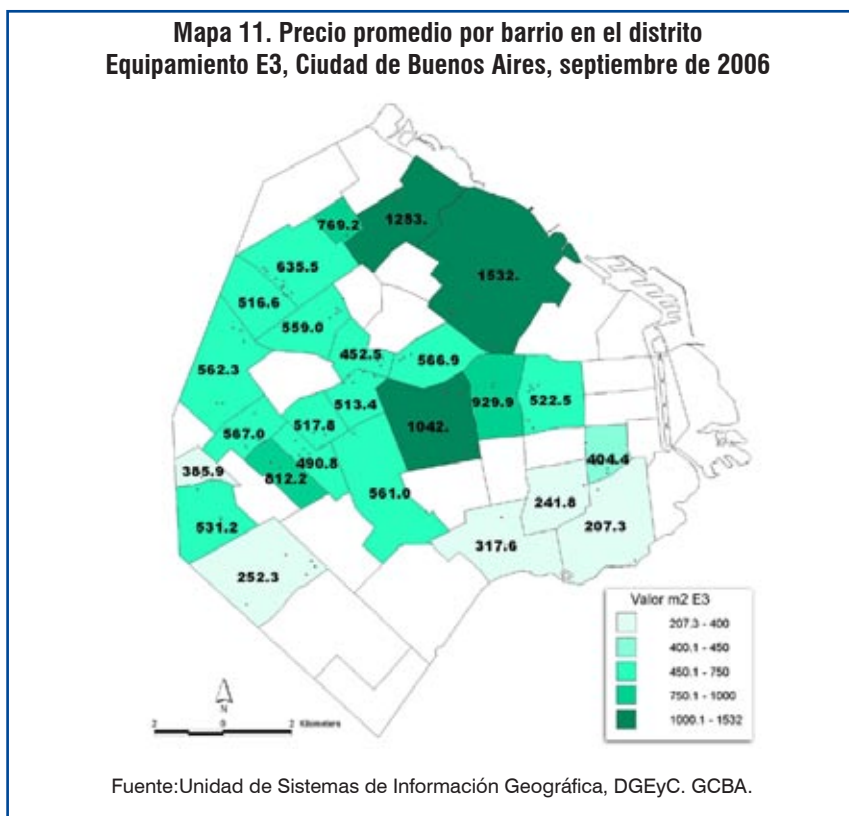 Mapa 11. Precio promedio por barrio en el distrito
Equipamiento E3, Ciudad de Buenos Aires, septiembre de 2006
769.2
1283.
635.5
1532.
516.6
559.0
452.5
566.9
562.3
513.4
929.9
522.5
517.8
1042.
567.0
490.8
404.4
385.9
812.2
561.0
241.8
531.2
207.3
317.6
252.3
Valor m2 E3
207.3 - 400
400.1 - 450
450.1 - 750
750.1 - 1000
1000.1 - 1532
N
2 0 2 Kilometers
Fuente:Unidad de Sistemas de Información Geográfica, DGEyC. GCBA.